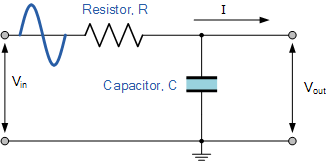 Resistor, R
I
Vin
Capacitor, C
Vout